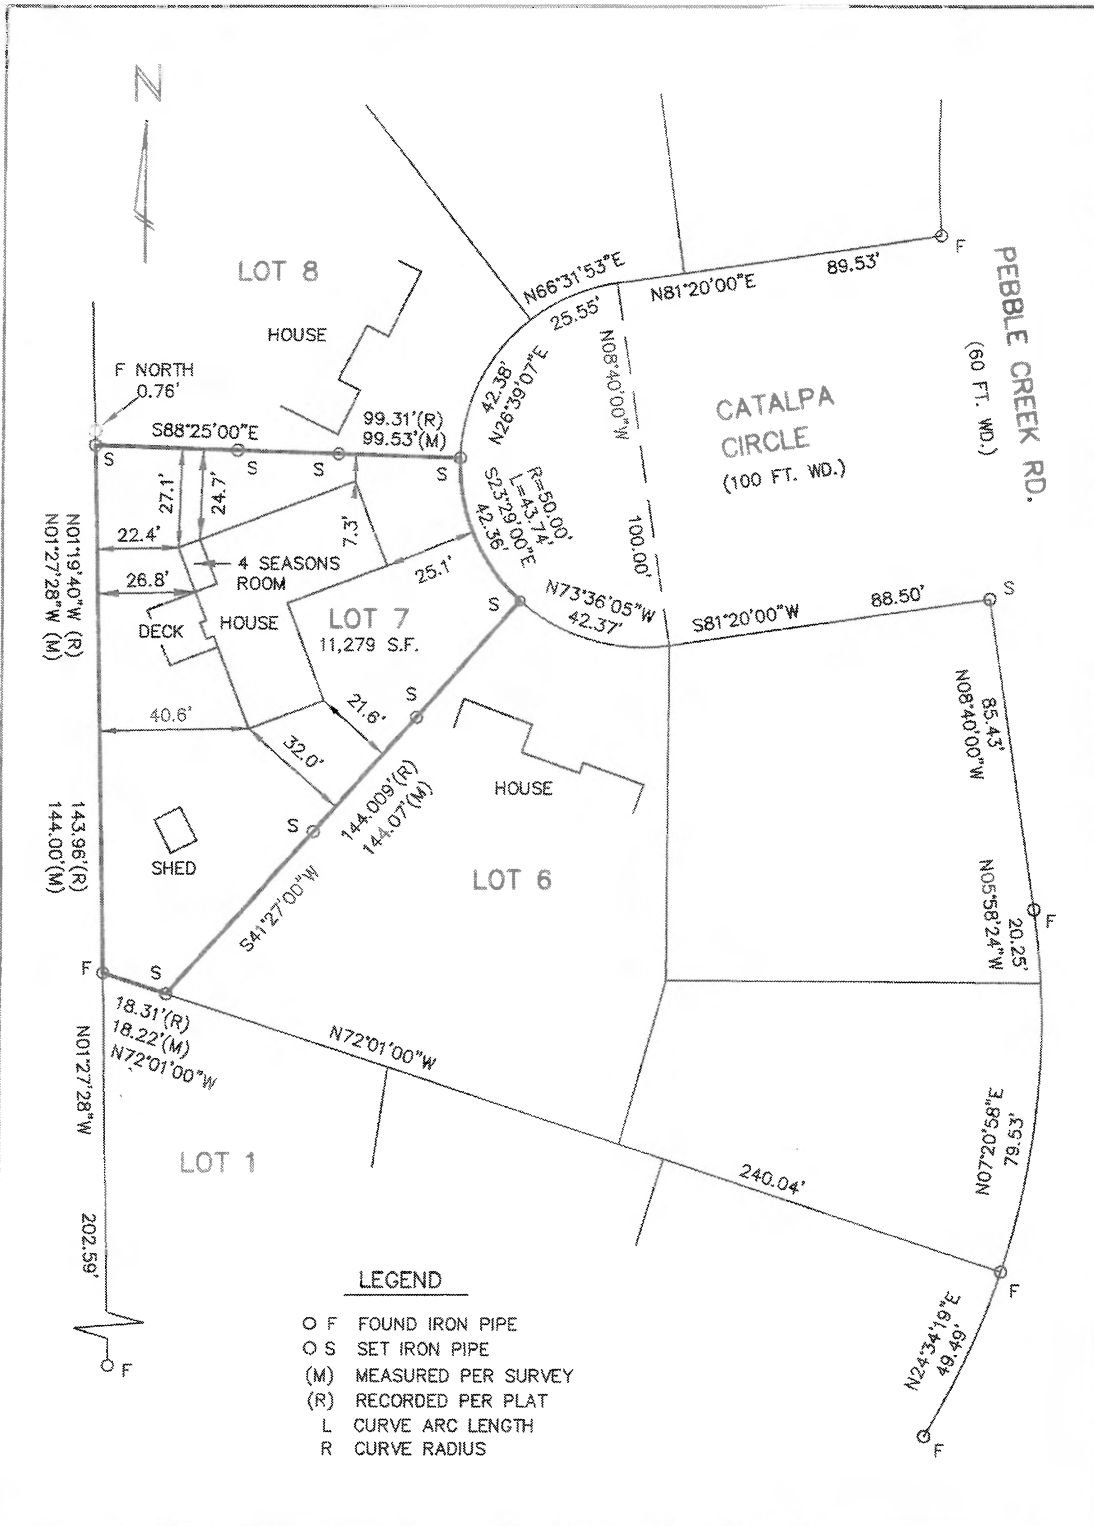 N
LOT 8
HOUSE
F NORTH
0.76'
S88°25'00"E
99.31'(R)
99.53'(M)
S
S
S
S
N66°31'53"E
25.55'
42.38'
N26°39'07"E
N08°40'00"W
100.00'
N81°20'00"E
89.53'
F
PEBBLE CREEK RD.
(60 FT. WD.)
CATALPA
CIRCLE
(100 FT. WD.)
R=50.00'
L=43.74'
S23°29'00"E
42.36'
27.1'
24.7'
7.3'
25.1'
22.4'
26.8'
4 SEASONS
ROOM
DECK
HOUSE
LOT 7
11,279 S.F.
S
N73°36'05"W
42.37'
S81°20'00"W
88.50'
S
N01°19'40"W (R)
N01°27'28"W (M)
40.6'
32.0'
21.6'
S
S
HOUSE
LOT 6
85.43'
N08°40'00"W
143.96'(R)
144.00'(M)
SHED
144.009'(R)
144.07'(M)
S41°27'00"W
F
N05°58'24"W
20.25'
F
S
18.31'(R)
18.22'(M)
N72°01'00"W
N72°01'00"W
240.04'
N01°27'28"W
202.59'
LOT 1
N07°20'58"E
79.53'
F
N24°34'19"E
49.49'
F
F
LEGEND
O F FOUND IRON PIPE
O S SET IRON PIPE
(M) MEASURED PER SURVEY
(R) RECORDED PER PLAT
L CURVE ARC LENGTH
R CURVE RADIUS